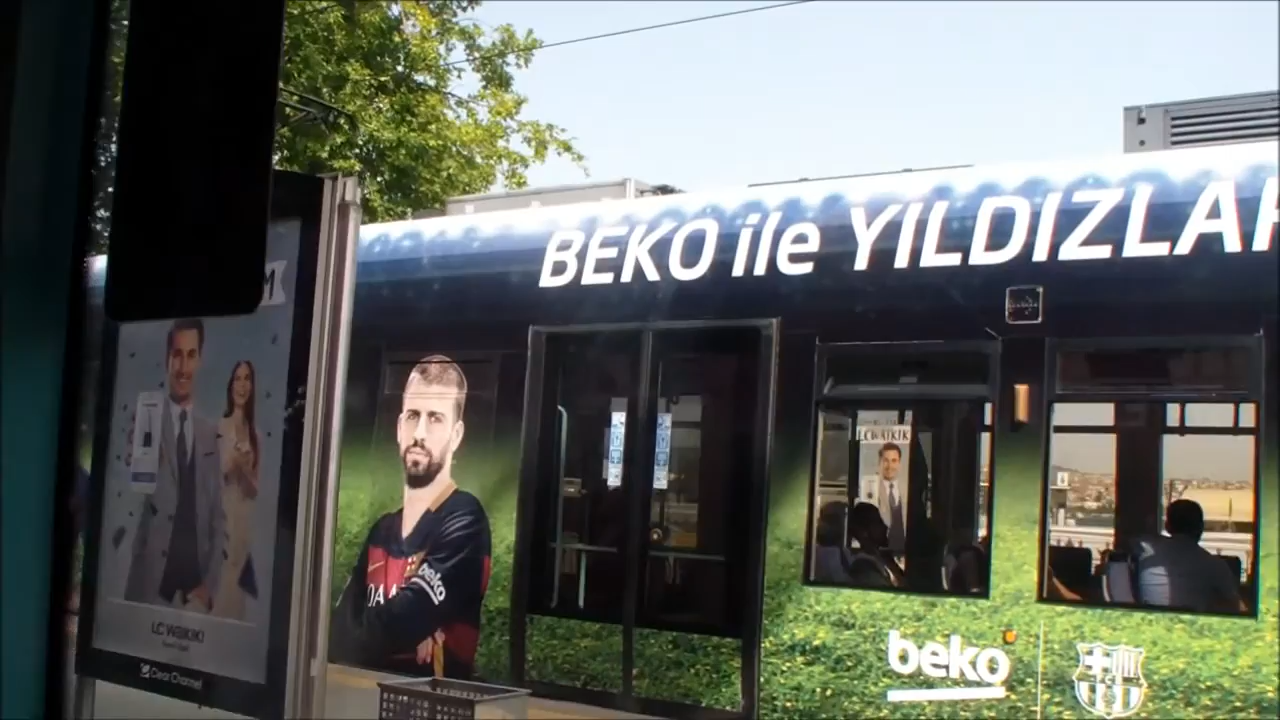 BEKO ile YILDIZLA
M
LC WAIKIKI
LC WAIKIKI
Clear Channel
beko
beko